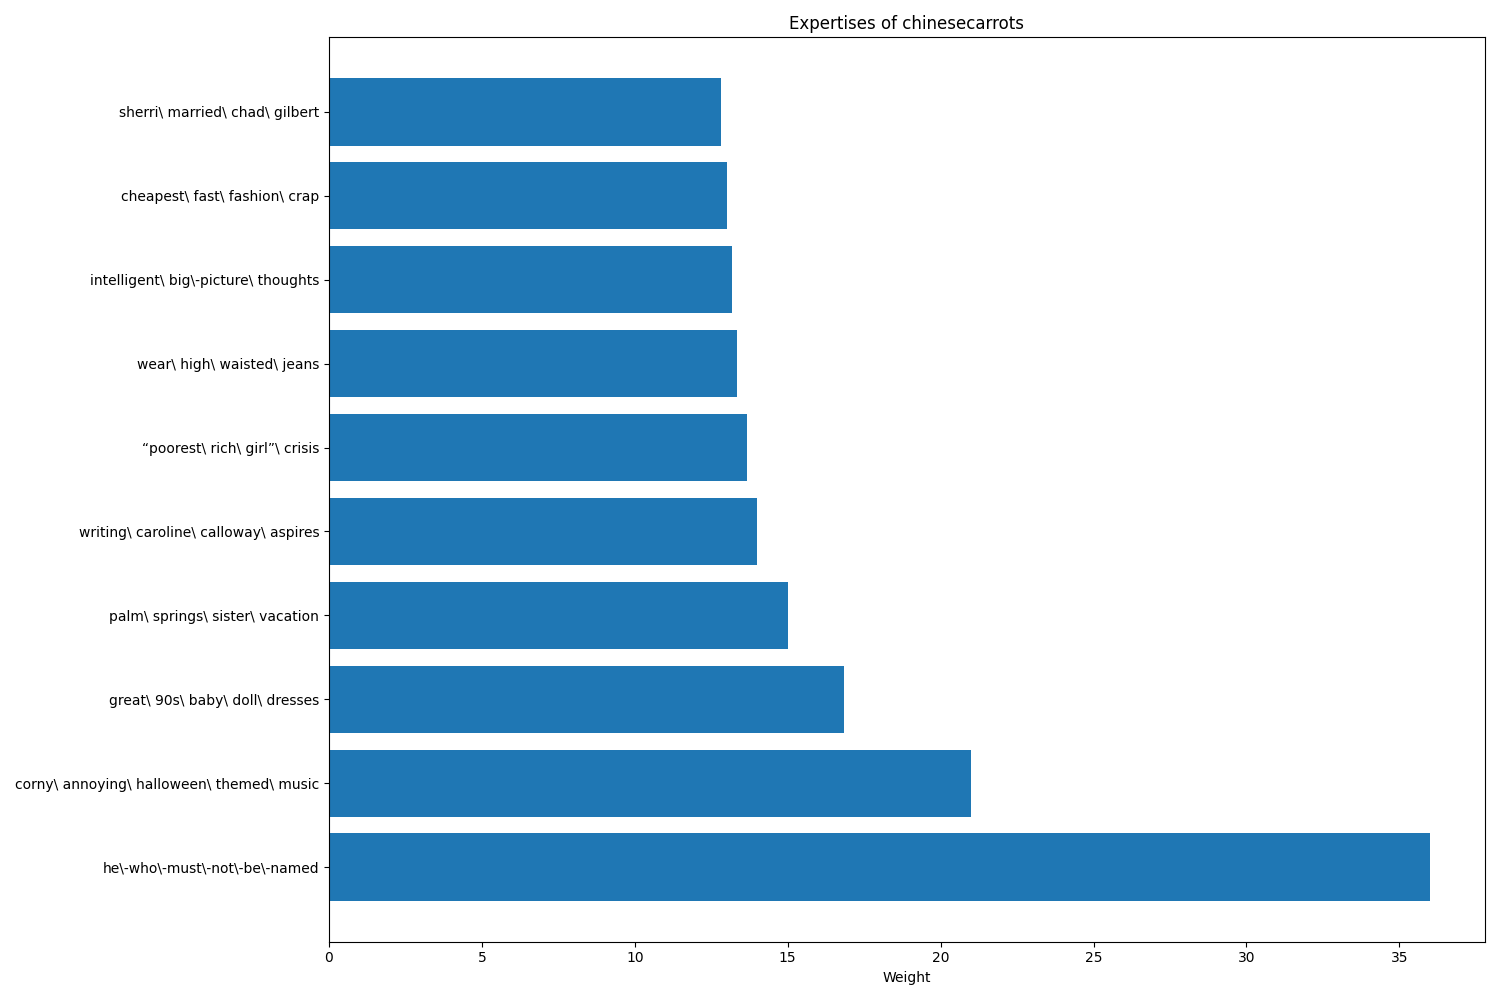 Expertises of chinesecarrots
sherri\ married\ chad\ gilbert
cheapest\ fast\ fashion\ crap
intelligent\ big\-picture\ thoughts
wear\ high\ waisted\ jeans
“poorest\ rich\ girl”\ crisis
writing\ caroline\ calloway\ aspires
palm\ springs\ sister\ vacation
great\ 90s\ baby\ doll\ dresses
corny\ annoying\ halloween\ themed\ music
he\-who\-must\-not\-be\-named
0 5 10 15 20 25 30 35
Weight